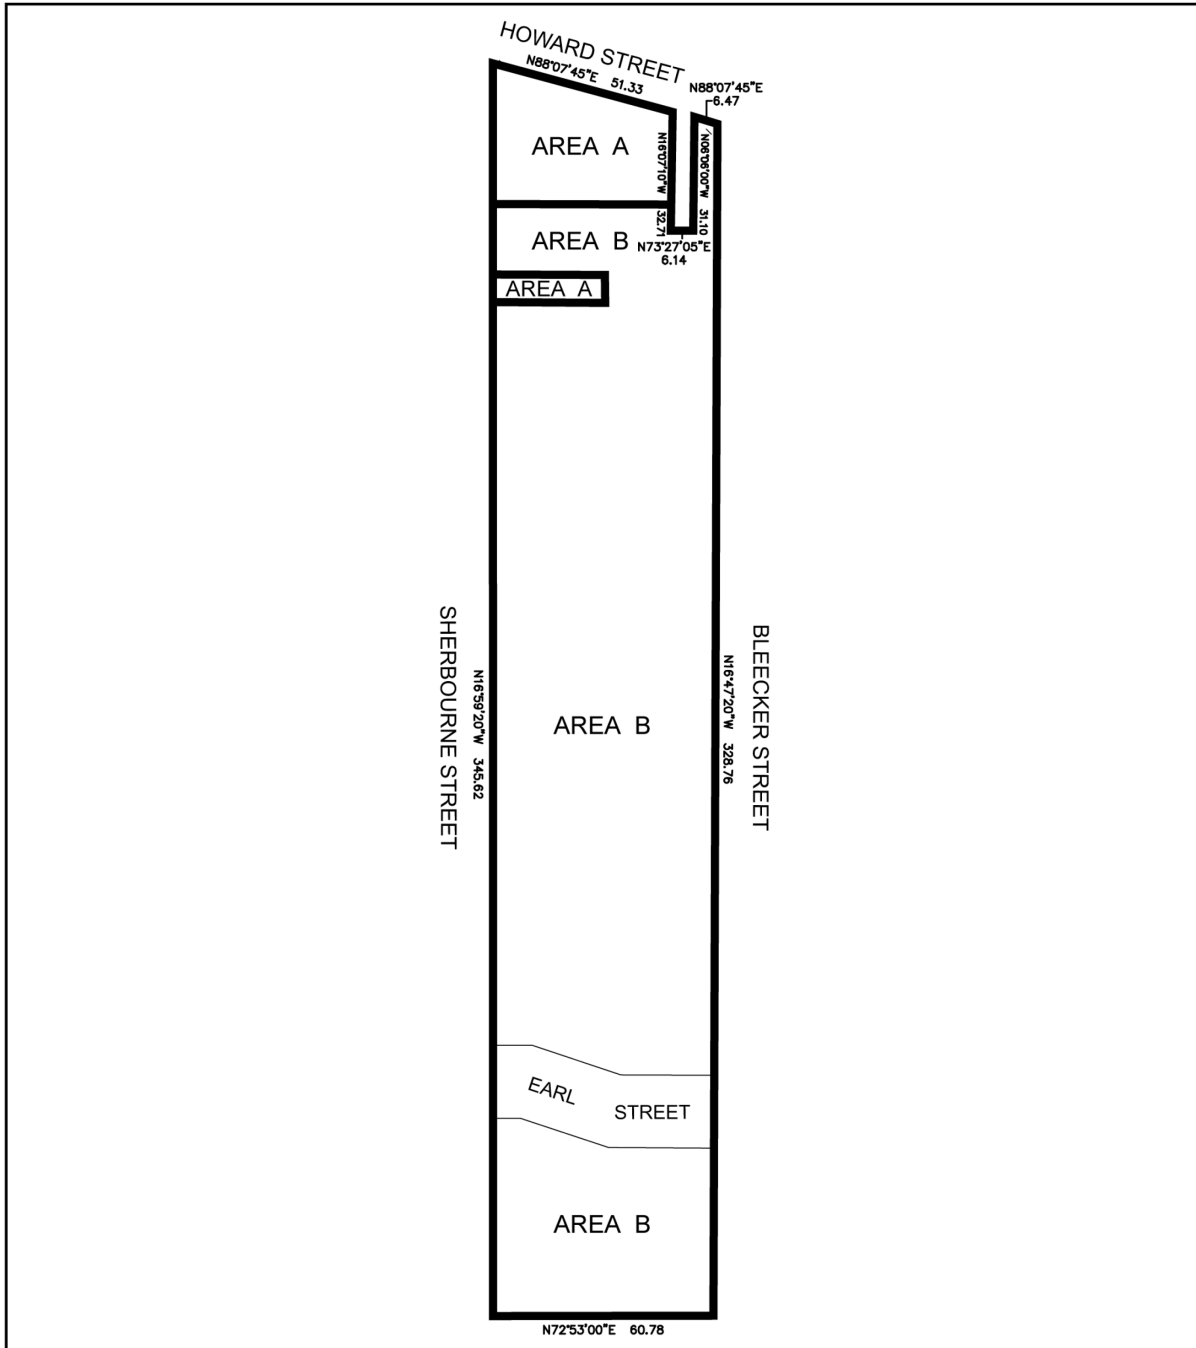 HOWARD STREET
N88°07'45"E 51.33
N88°07'45"E
6.47
AREA A
N16°07'10"W 32.71
N06°06'00"W 31.10
AREA B
N73°27'05"E
6.14
AREA A
SHERBOURNE STREET
N16°59'20"W 345.62
AREA B
N16°47'20"W 328.76
BLEECKER STREET
EARL STREET
AREA B
N72°53'00"E 60.78